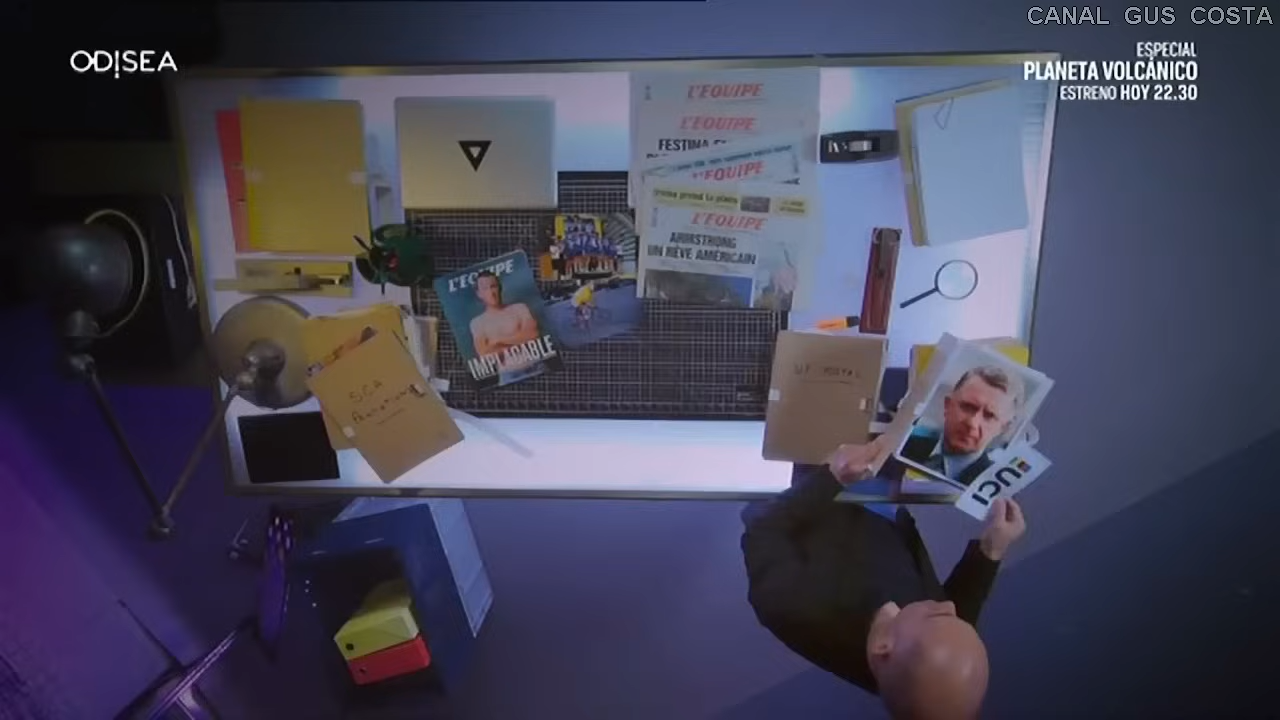 CANAL GUS COSTA
ODISEA
ESPECIAL
PLANETA VOLCÁNICO
ESTRENO HOY 22.30
L'EQUIPE
L'EQUIPE
FESTINA
L'EQUIPE
L'EQUIPE
ARMSTRONG
UN RÊVE AMÉRICAIN
L'EQUIPE
IMPLACABLE
SCA
UCI